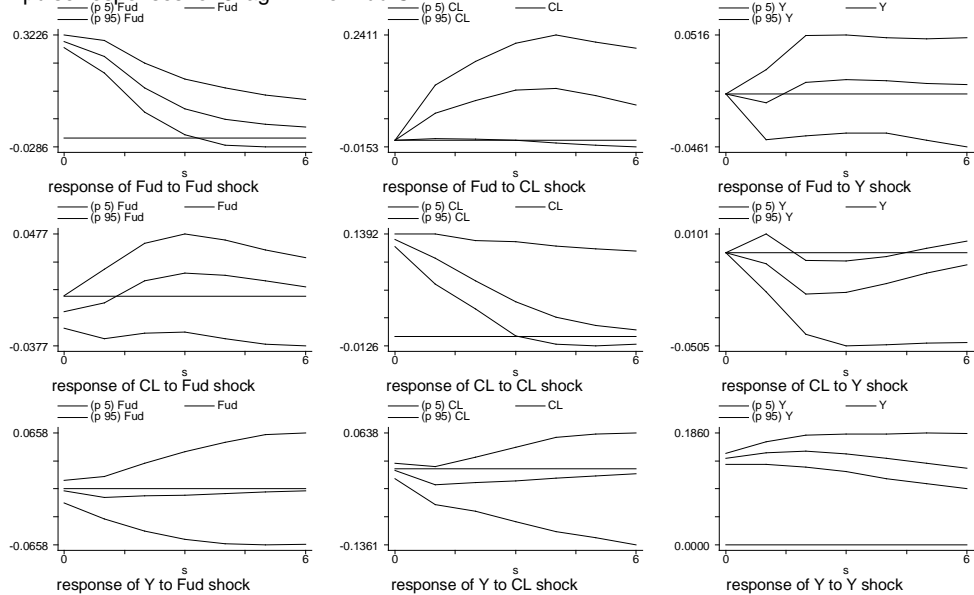 (p 5) Fud Fud
(p 95) Fud
0.3226
-0.0286
0 6
s
response of Fud to Fud shock
(p 5) CL CL
(p 95) CL
0.2411
-0.0153
0 6
s
response of Fud to CL shock
(p 5) Y Y
(p 95) Y
0.0516
-0.0461
0 6
s
response of Fud to Y shock
(p 5) Fud Fud
(p 95) Fud
0.0477
-0.0377
0 6
s
response of CL to Fud shock
(p 5) CL CL
(p 95) CL
0.1392
-0.0126
0 6
s
response of CL to CL shock
(p 5) Y Y
(p 95) Y
0.0101
-0.0505
0 6
s
response of CL to Y shock
(p 5) Fud Fud
(p 95) Fud
0.0658
-0.0658
0 6
s
response of Y to Fud shock
(p 5) CL CL
(p 95) CL
0.0638
-0.1361
0 6
s
response of Y to CL shock
(p 5) Y Y
(p 95) Y
0.1860
0.0000
0 6
s
response of Y to Y shock